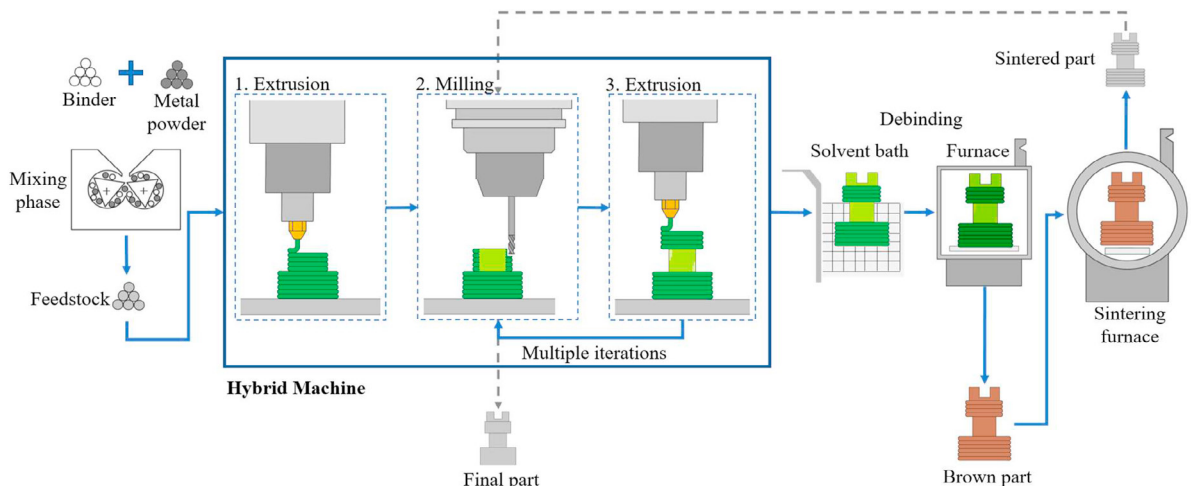 Binder
Metal
powder
Mixing
phase
Feedstock
1. Extrusion
2. Milling
3. Extrusion
Multiple iterations
Hybrid Machine
Final part
Debinding
Solvent bath
Furnace
Brown part
Sintered part
Sintering
furnace